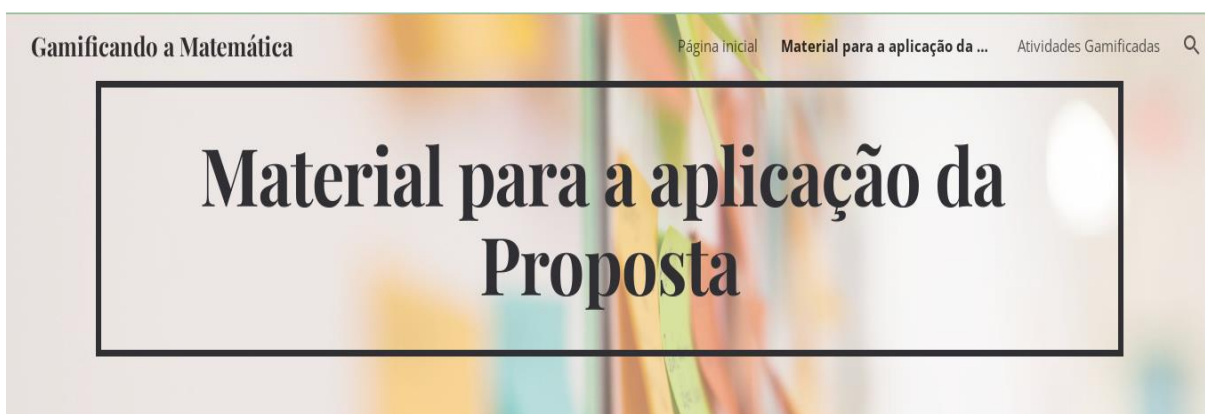 Gamificando a Matemática
Página inicial
Material para a aplicação da ...
Atividades Gamificadas
Material para a aplicação da
Proposta